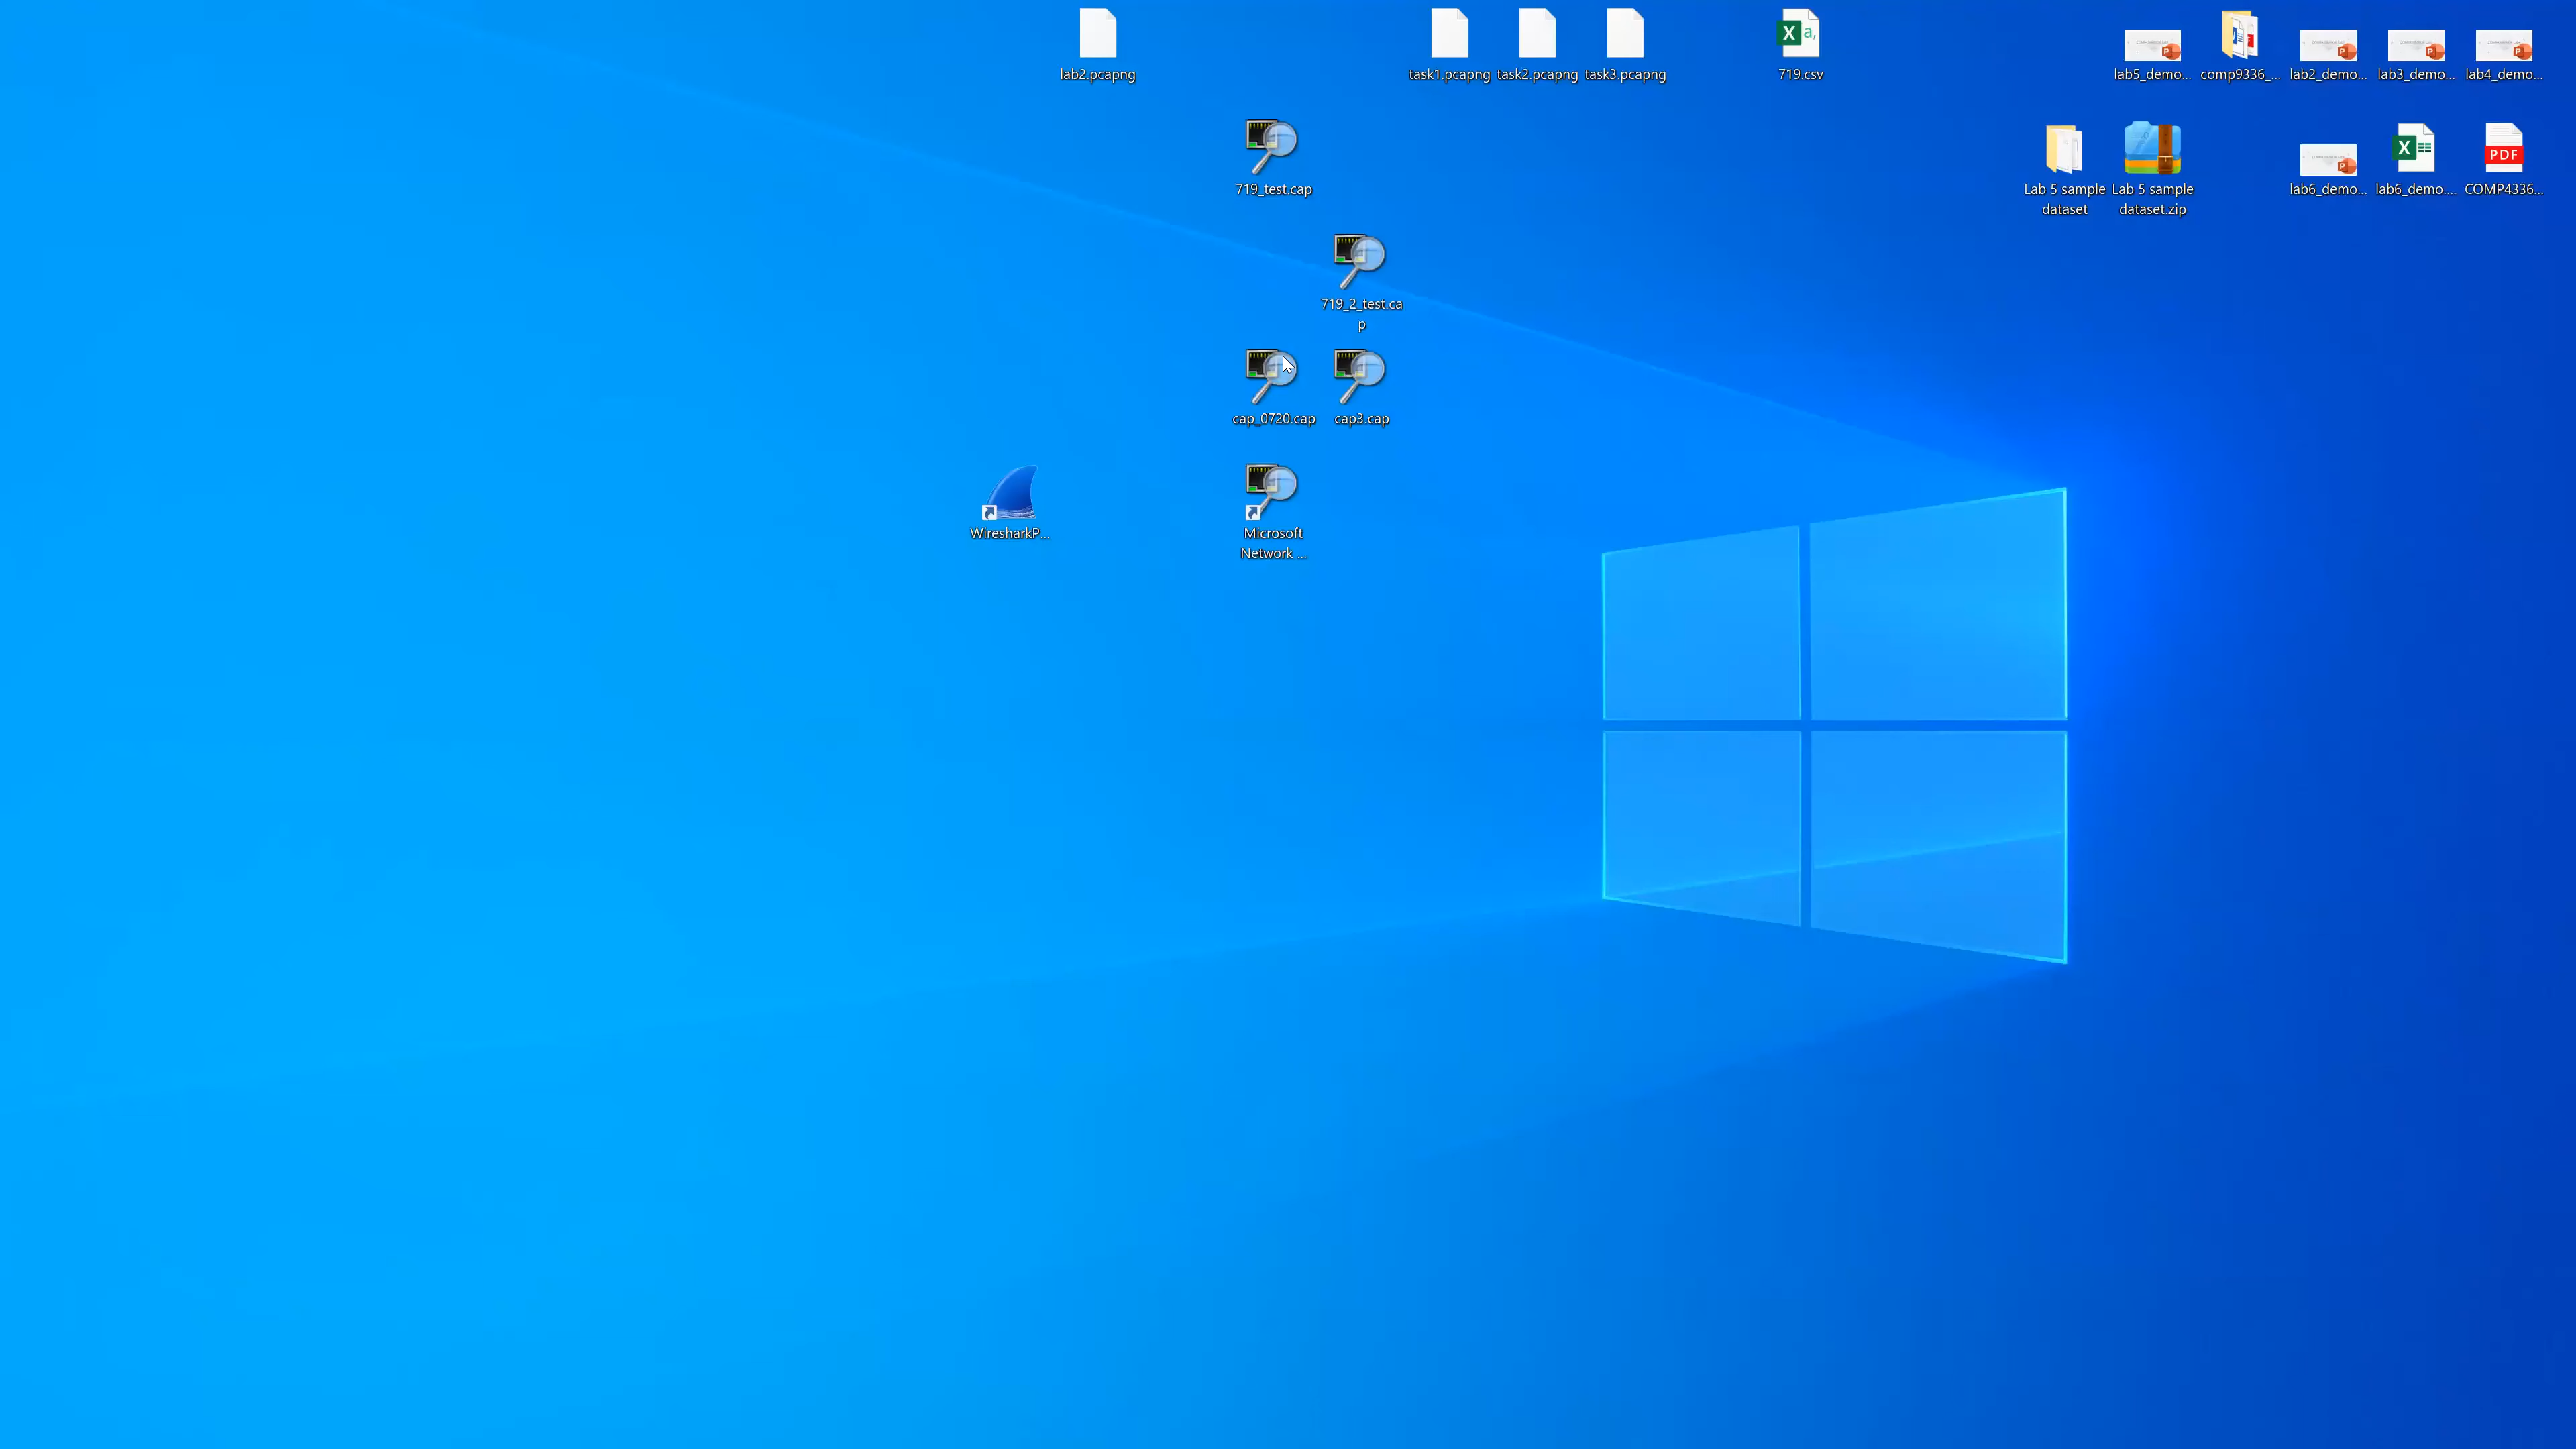 lab2.pcapng
task1.pcapng
task2.pcapng
task3.pcapng
719.csv
lab5_demo...
comp9336_...
lab2_demo...
lab3_demo...
lab4_demo...
719_test.cap
Lab 5 sample
dataset
Lab 5 sample
dataset.zip
lab6_demo...
lab6_demo....
COMP4336...
719_2_test.ca
p
cap_0720.cap
cap3.cap
WiresharkP...
Microsoft
Network ...